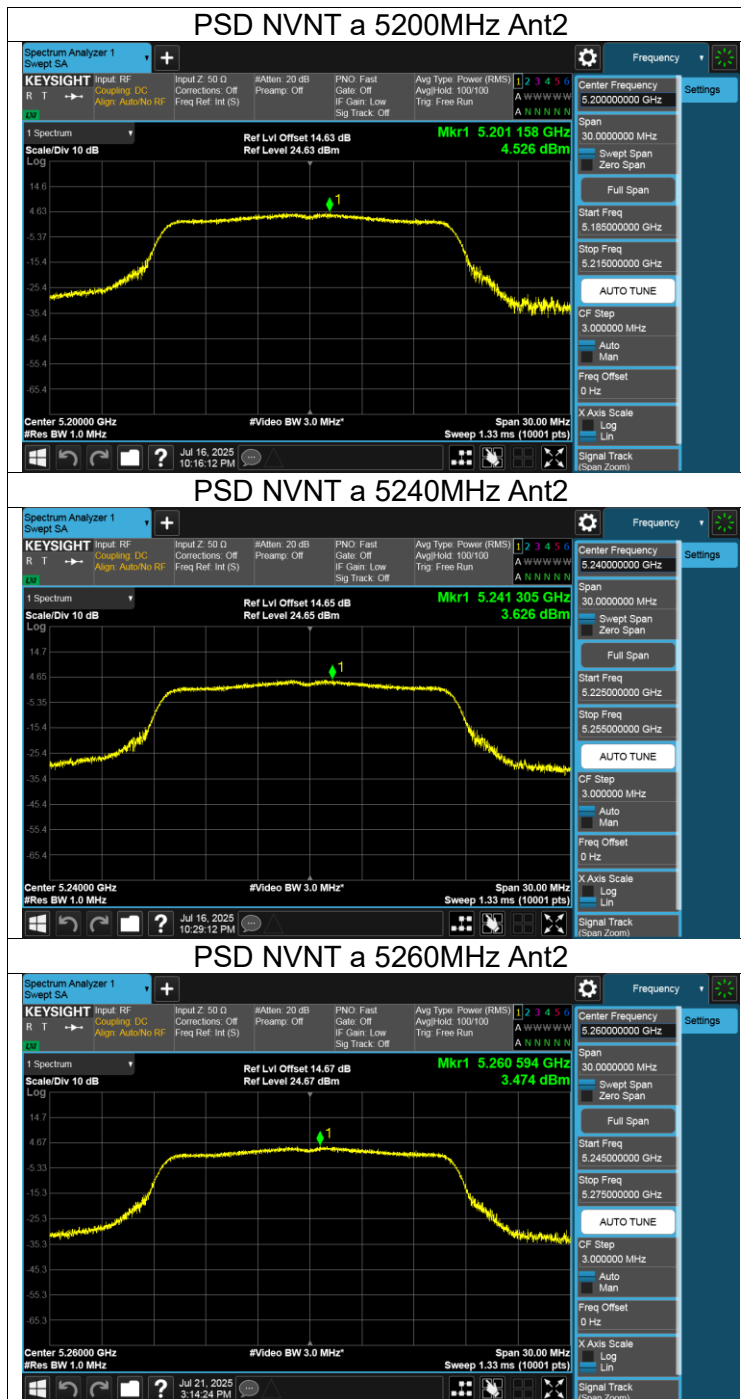 PSD NVNT a 5200MHz Ant2
Spectrum Analyzer 1
Swept SA
+
Frequency
KEYSIGHT
R T
LXI
Input: RF
Coupling: DC
Align: Auto/No RF
Input Z: 50 Ω
Corrections: Off
Freq Ref: Int (S)
#Atten: 20 dB
Preamp: Off
PNO: Fast
Gate: Off
IF Gain: Low
Sig Track: Off
Avg Type: Power (RMS)
Avg|Hold: 100/100
Trig: Free Run
1 2 3 4 5 6
A W W W W W
A N N N N N
1 Spectrum
Scale/Div 10 dB
Ref Lvl Offset 14.63 dB
Ref Level 24.63 dBm
Mkr1 5.201 158 GHz
4.526 dBm
Log
1
14.6
4.63
-5.37
-15.4
-25.4
-35.4
-45.4
-55.4
-65.4
Center 5.20000 GHz
#Res BW 1.0 MHz
#Video BW 3.0 MHz*
Span 30.00 MHz
Sweep 1.33 ms (10001 pts)
Jul 16, 2025
10:16:12 PM
Center Frequency
5.200000000 GHz
Settings
Span
30.0000000 MHz
Swept Span
Zero Span
Full Span
Start Freq
5.185000000 GHz
Stop Freq
5.215000000 GHz
AUTO TUNE
CF Step
3.000000 MHz
Auto
Man
Freq Offset
0 Hz
X Axis Scale
Log
Lin
Signal Track
(Span Zoom)
PSD NVNT a 5240MHz Ant2
Spectrum Analyzer 1
Swept SA
+
Frequency
KEYSIGHT
R T
LXI
Input: RF
Coupling: DC
Align: Auto/No RF
Input Z: 50 Ω
Corrections: Off
Freq Ref: Int (S)
#Atten: 20 dB
Preamp: Off
PNO: Fast
Gate: Off
IF Gain: Low
Sig Track: Off
Avg Type: Power (RMS)
Avg|Hold: 100/100
Trig: Free Run
1 2 3 4 5 6
A W W W W W
A N N N N N
1 Spectrum
Scale/Div 10 dB
Ref Lvl Offset 14.65 dB
Ref Level 24.65 dBm
Mkr1 5.241 305 GHz
3.626 dBm
Log
1
14.7
4.65
-5.35
-15.4
-25.4
-35.4
-45.4
-55.4
-65.4
Center 5.24000 GHz
#Res BW 1.0 MHz
#Video BW 3.0 MHz*
Span 30.00 MHz
Sweep 1.33 ms (10001 pts)
Jul 16, 2025
10:29:12 PM
Center Frequency
5.240000000 GHz
Settings
Span
30.0000000 MHz
Swept Span
Zero Span
Full Span
Start Freq
5.225000000 GHz
Stop Freq
5.255000000 GHz
AUTO TUNE
CF Step
3.000000 MHz
Auto
Man
Freq Offset
0 Hz
X Axis Scale
Log
Lin
Signal Track
(Span Zoom)
PSD NVNT a 5260MHz Ant2
Spectrum Analyzer 1
Swept SA
+
Frequency
KEYSIGHT
R T
LXI
Input: RF
Coupling: DC
Align: Auto/No RF
Input Z: 50 Ω
Corrections: Off
Freq Ref: Int (S)
#Atten: 20 dB
Preamp: Off
PNO: Fast
Gate: Off
IF Gain: Low
Sig Track: Off
Avg Type: Power (RMS)
Avg|Hold: 100/100
Trig: Free Run
1 2 3 4 5 6
A W W W W W
A N N N N N
1 Spectrum
Scale/Div 10 dB
Ref Lvl Offset 14.67 dB
Ref Level 24.67 dBm
Mkr1 5.260 594 GHz
3.474 dBm
Log
1
14.7
4.67
-5.33
-15.3
-25.3
-35.3
-45.3
-55.3
-65.3
Center 5.26000 GHz
#Res BW 1.0 MHz
#Video BW 3.0 MHz*
Span 30.00 MHz
Sweep 1.33 ms (10001 pts)
Jul 21, 2025
3:14:24 PM
Center Frequency
5.260000000 GHz
Settings
Span
30.0000000 MHz
Swept Span
Zero Span
Full Span
Start Freq
5.245000000 GHz
Stop Freq
5.275000000 GHz
AUTO TUNE
CF Step
3.000000 MHz
Auto
Man
Freq Offset
0 Hz
X Axis Scale
Log
Lin
Signal Track
(Span Zoom)